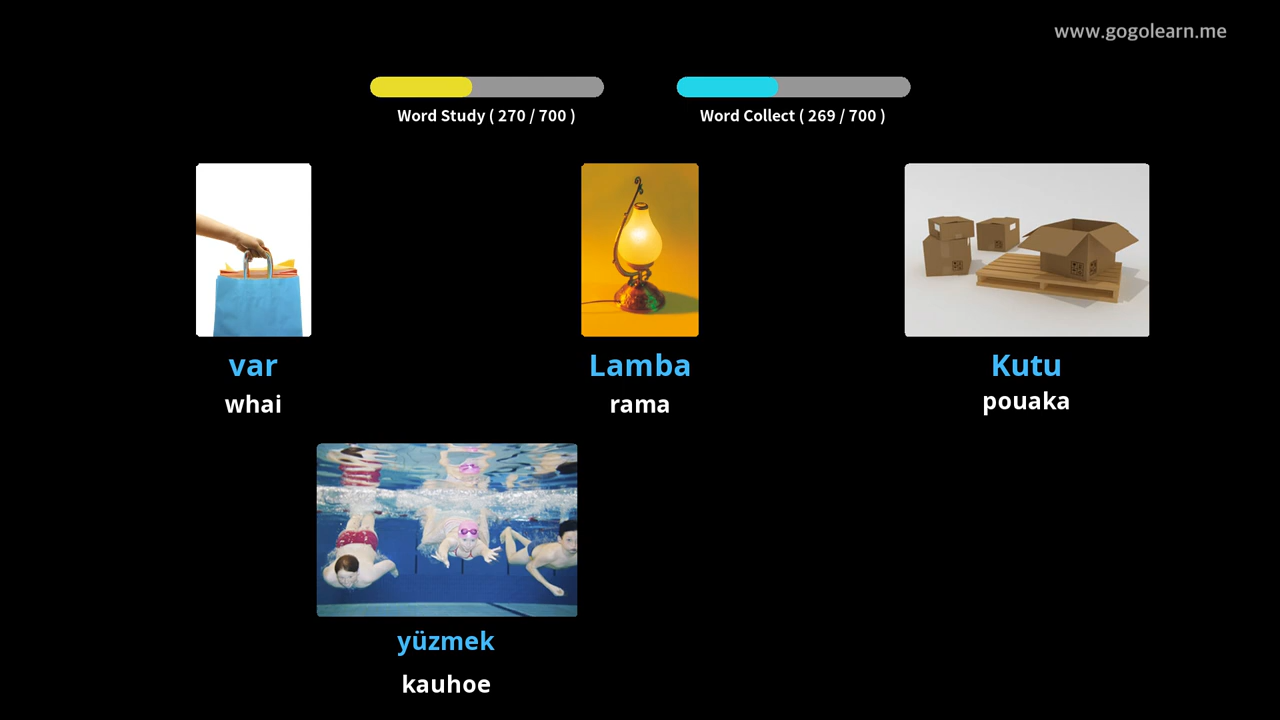 www.gogolearn.me
Word Study ( 270 / 700 )
Word Collect ( 269 / 700 )
var
whai
Lamba
rama
Kutu
pouaka
yüzmek
kauhoe